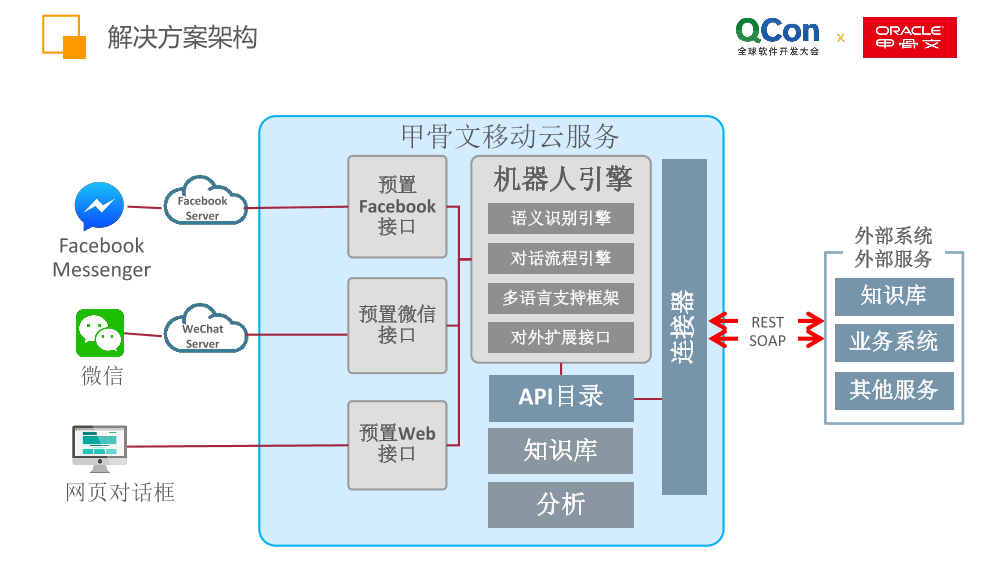 解决方案架构
QCon
全球软件开发大会
x
ORACLE
甲骨文
甲骨文移动云服务
Facebook
Messenger
Facebook
Server
预置
Facebook
接口
微信
WeChat
Server
预置微信
接口
网页对话框
预置Web
接口
机器人引擎
语义识别引擎
对话流程引擎
多语言支持框架
对外扩展接口
API目录
知识库
分析
连接器
REST
SOAP
外部系统
外部服务
知识库
业务系统
其他服务